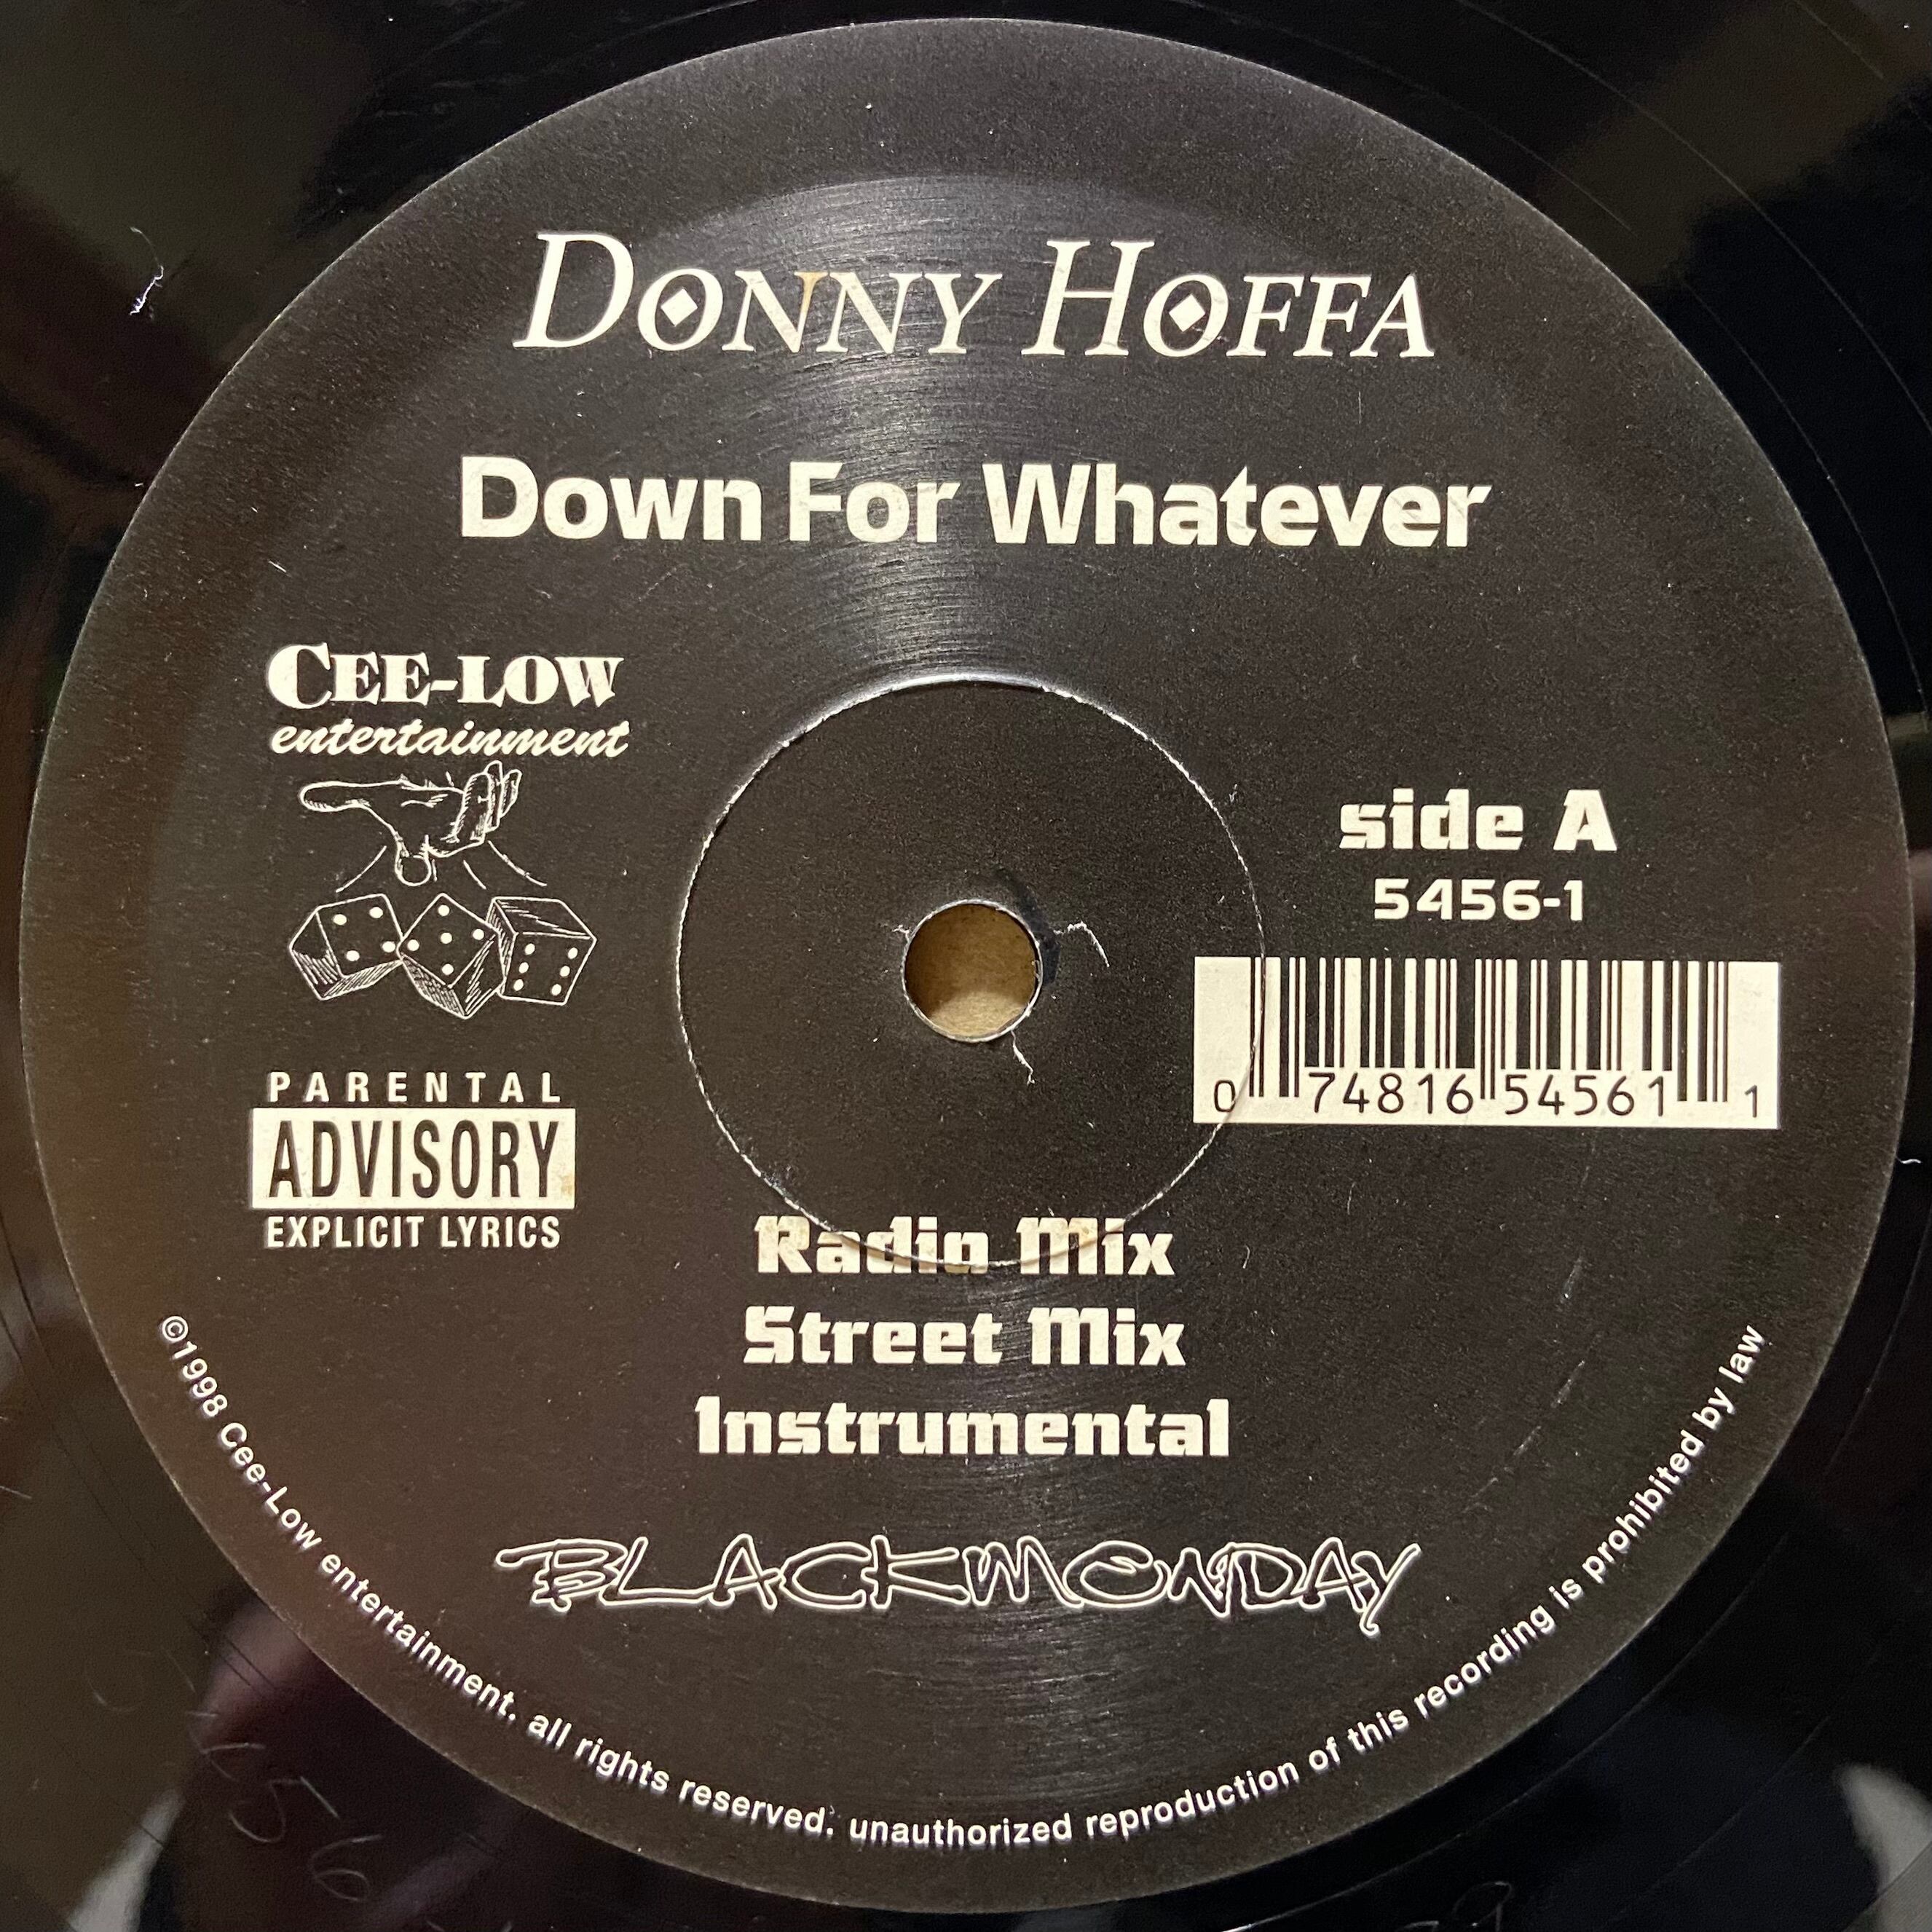 DONNY HOFFA
Down For Whatever
CEE-LOW
entertainment
side A
5456-1
0 74816 54561 1
PARENTAL
ADVISORY
EXPLICIT LYRICS
Radio Mix
Street Mix
Instrumental
BLACKMONDAY
©1998 Cee-Low entertainment. all rights reserved. unauthorized reproduction of this recording is prohibited by law